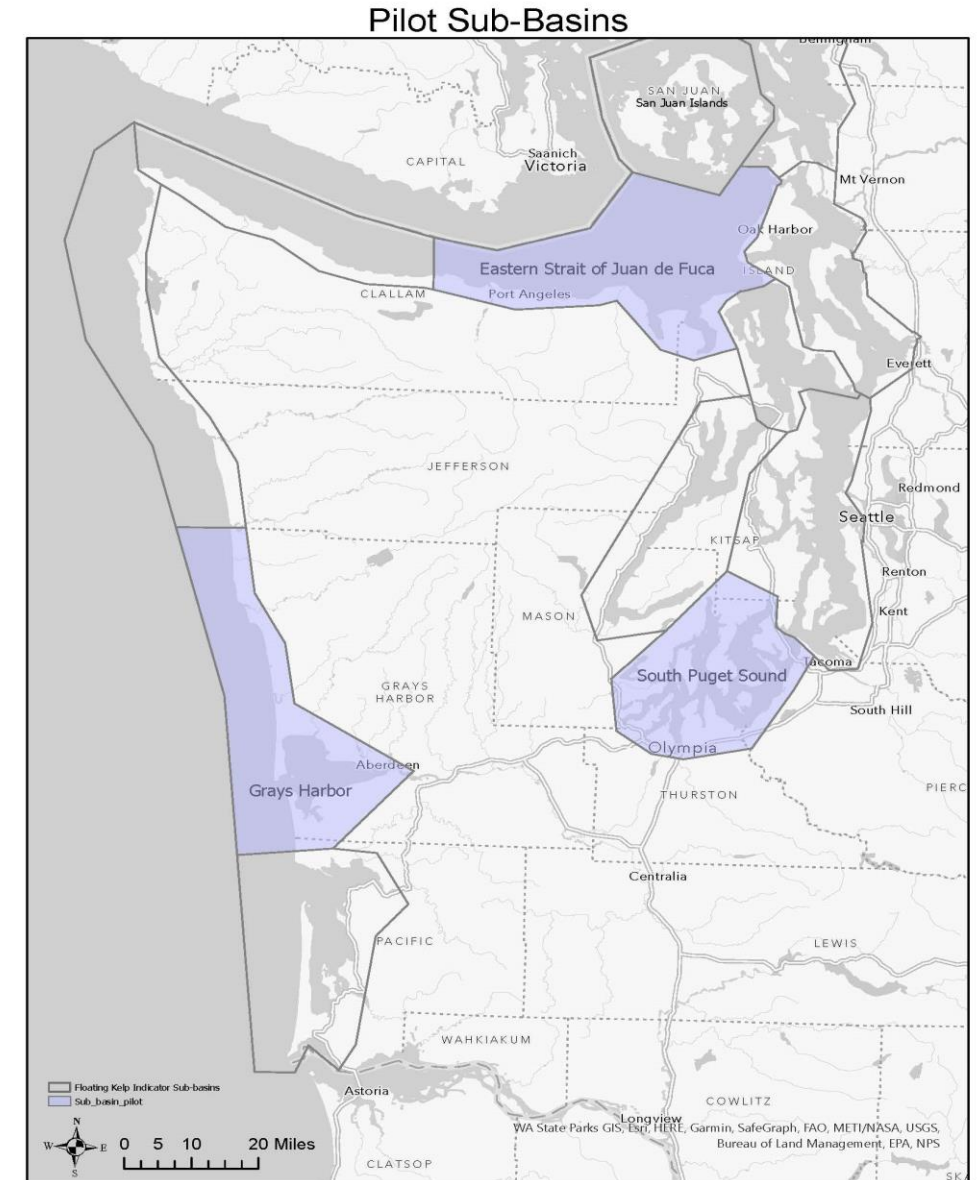 Pilot Sub-Basins
Bellingham
SAN JUAN
San Juan Islands
Saanich
Victoria
CAPITAL
Mt Vernon
Oak Harbor
Eastern Strait of Juan de Fuca
ISLAND
CLALLAM
Port Angeles
Everett
JEFFERSON
Redmond
Seattle
KITSAP
Renton
MASON
Kent
Tacoma
South Puget Sound
GRAYS
HARBOR
South Hill
Olympia
Aberdeen
Grays Harbor
PIERC
THURSTON
Centralia
PACIFIC
LEWIS
WAHKIAKUM
Astoria
COWLITZ
Longview
Floating Kelp Indicator Sub-basins
Sub_basin_pilot
WA State Parks GIS, Esri, HERE, Garmin, SafeGraph, FAO, METI/NASA, USGS,
Bureau of Land Management, EPA, NPS
N
W E
S
0 5 10 20 Miles
CLATSOP
SKA